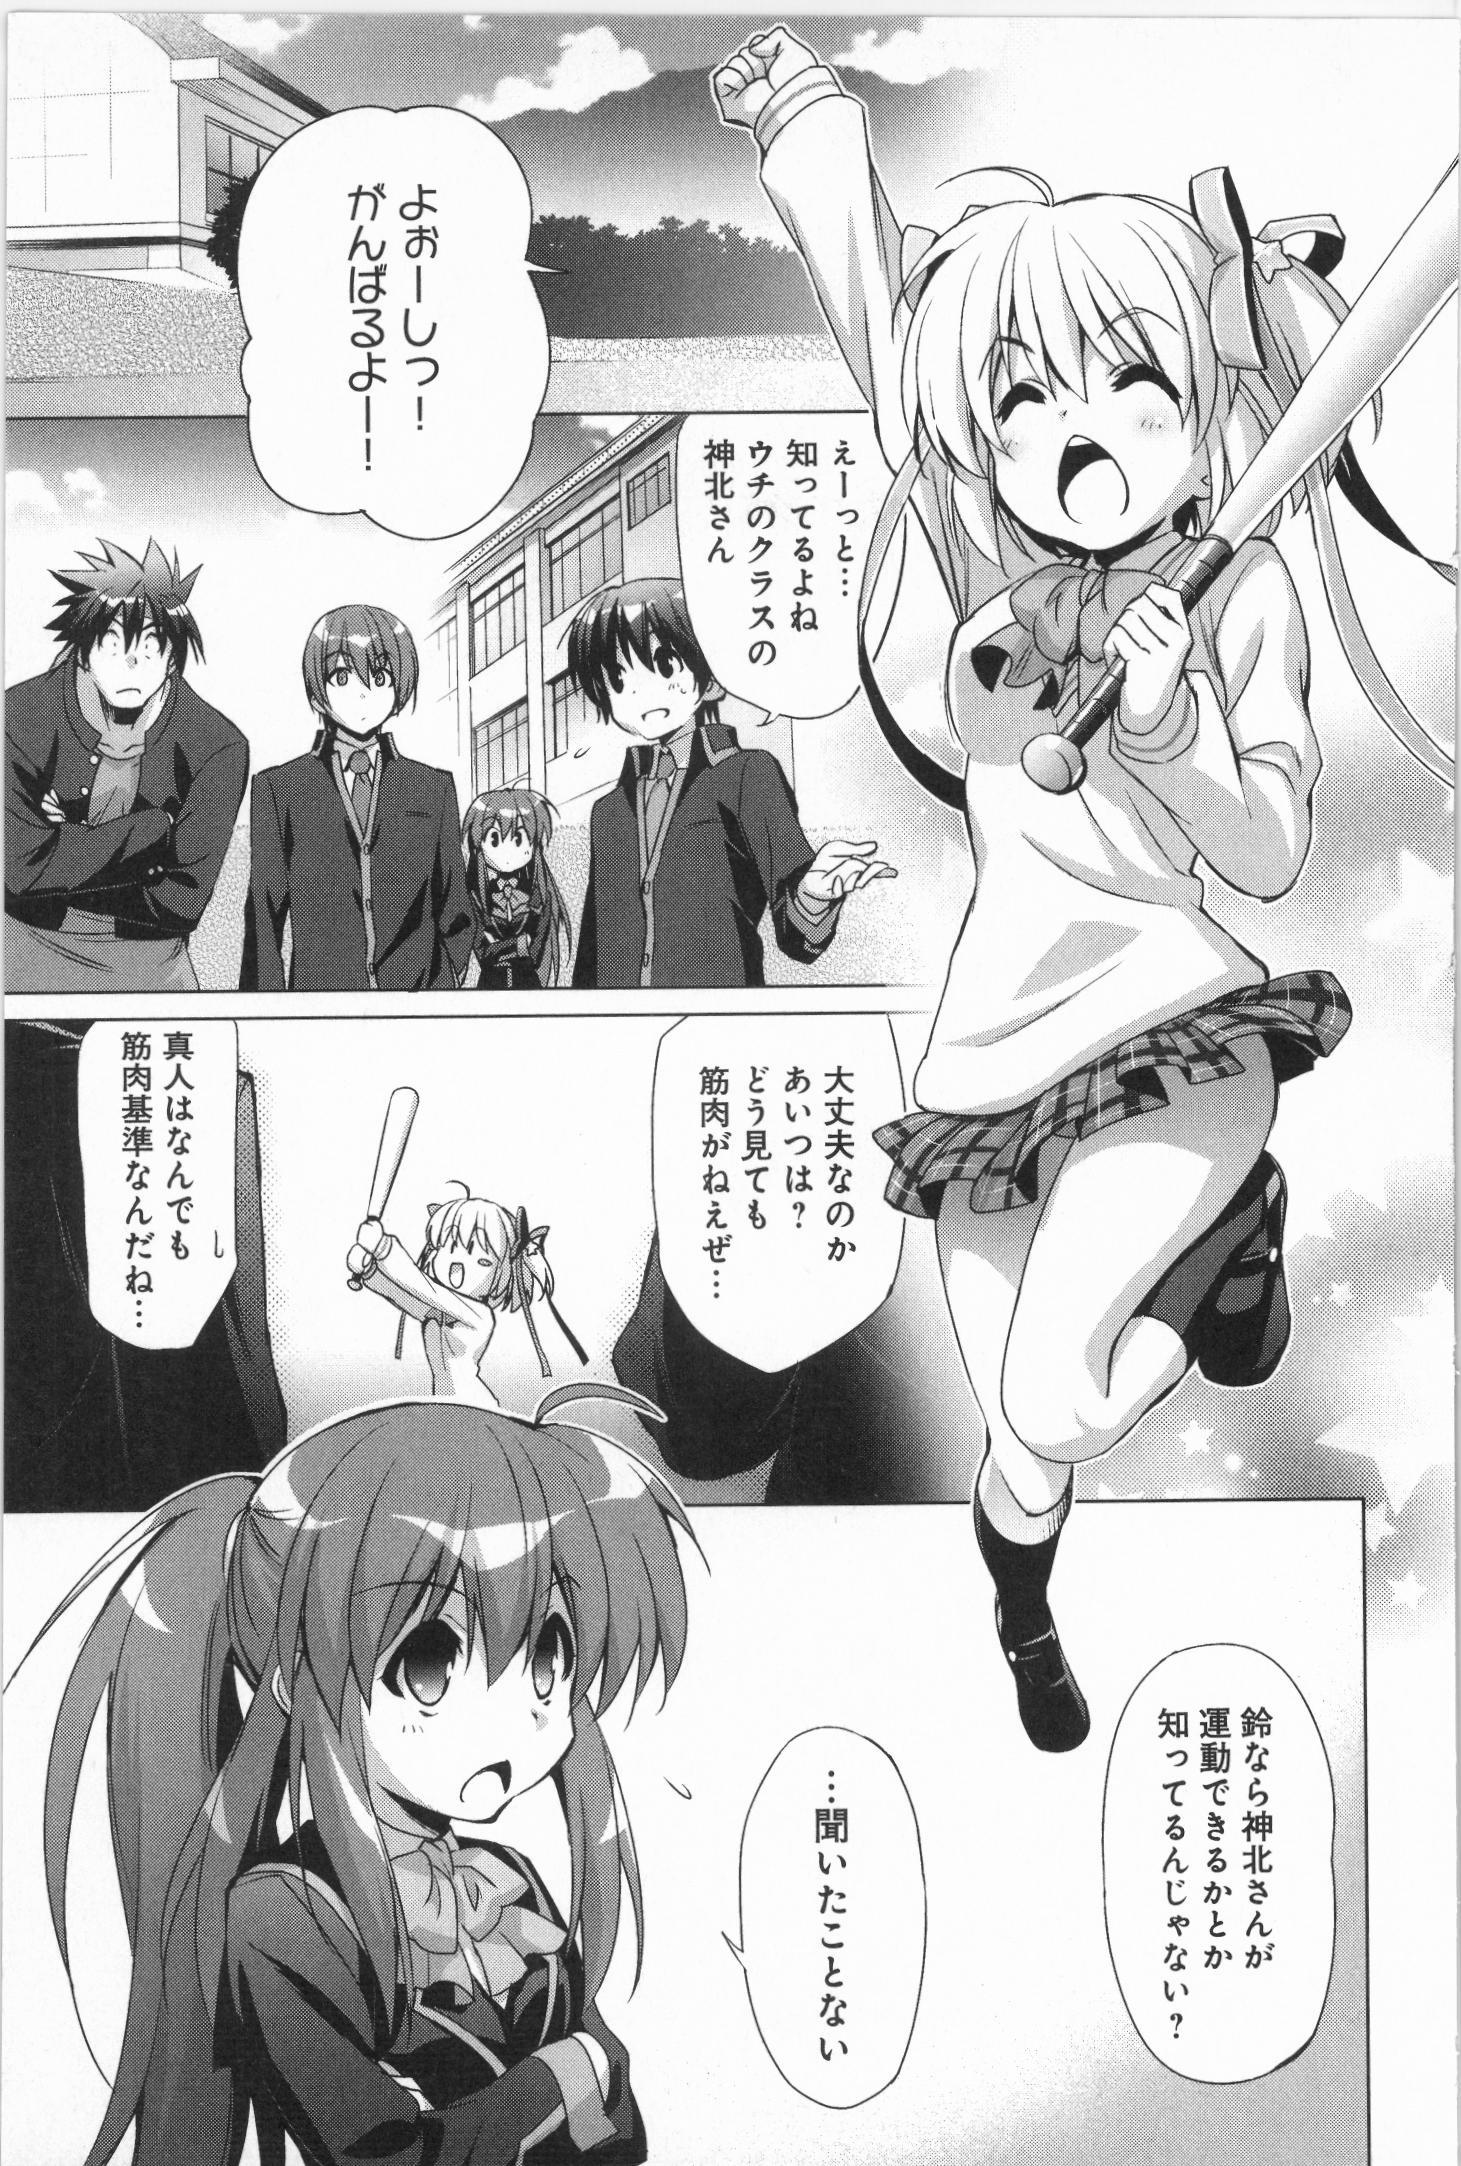 よぉーしっ！
がんばるよー！
えーっと…
知ってるよね
ウチのクラスの
神北さん
大丈夫なのか
あいつは？
どう見ても
筋肉がねえぜ…
真人はなんでも
筋肉基準なんだね…
鈴なら神北さんが
運動できるかとか
知ってるんじゃない？
…聞いたことない